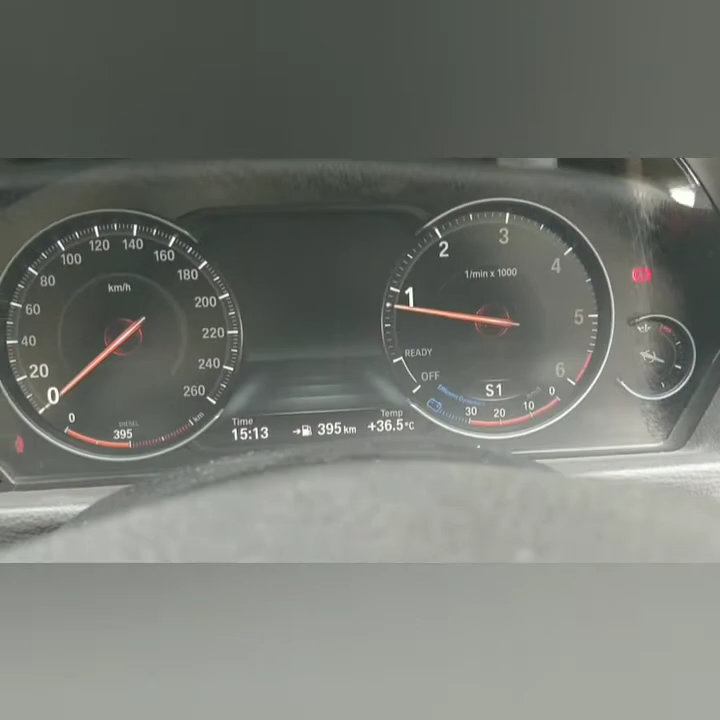 km/h
0
20
40
60
80
100
120
140
160
180
200
220
240
260
0
DIESEL
395
km
Time
15:13
395 km
Temp
+36.5°C
1/min x 1000
1
2
3
4
5
6
READY
OFF
S1
30 20 10 0